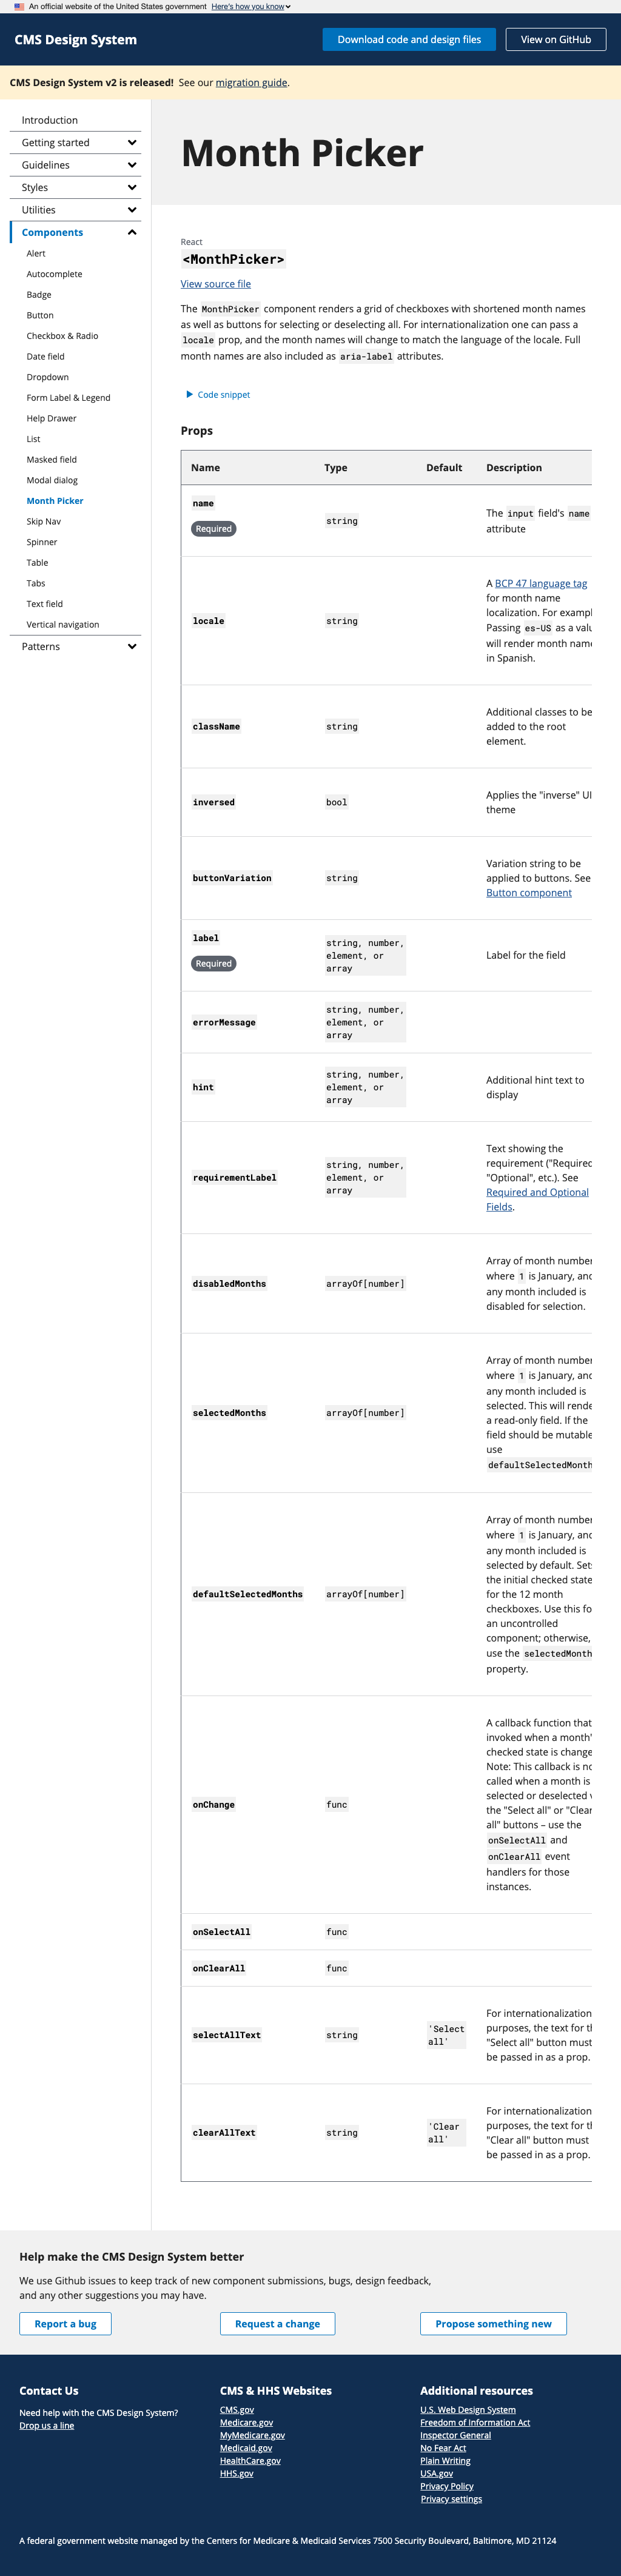 An official website of the United States government Here's how you know
CMS Design System
Download code and design files
View on GitHub
CMS Design System v2 is released! See our migration guide.
Introduction
Getting started
Guidelines
Styles
Utilities
Components
Alert
Autocomplete
Badge
Button
Checkbox & Radio
Date field
Dropdown
Form Label & Legend
Help Drawer
List
Masked field
Modal dialog
Month Picker
Skip Nav
Spinner
Table
Tabs
Text field
Vertical navigation
Patterns
Month Picker
React
<MonthPicker>
View source file
The MonthPicker component renders a grid of checkboxes with shortened month names
as well as buttons for selecting or deselecting all. For internationalization one can pass a
locale prop, and the month names will change to match the language of the locale. Full
month names are also included as aria-label attributes.
Code snippet
Props
Name Type Default Description
name
Required
string
The input field's name
attribute
locale
string
A BCP 47 language tag
for month name
localization. For exampl
Passing es-US as a valu
will render month name
in Spanish.
className
string
Additional classes to be
added to the root
element.
inversed
bool
Applies the "inverse" UI
theme
buttonVariation
string
Variation string to be
applied to buttons. See
Button component
label
Required
string, number,
element, or
array
Label for the field
errorMessage
string, number,
element, or
array
hint
string, number,
element, or
array
Additional hint text to
display
requirementLabel
string, number,
element, or
array
Text showing the
requirement ("Required
"Optional", etc.). See
Required and Optional
Fields.
disabledMonths
arrayOf[number]
Array of month number
where 1 is January, and
any month included is
disabled for selection.
selectedMonths
arrayOf[number]
Array of month number
where 1 is January, and
any month included is
selected. This will rende
a read-only field. If the
field should be mutable
use
defaultSelectedMonth
defaultSelectedMonths
arrayOf[number]
Array of month number
where 1 is January, and
any month included is
selected by default. Sets
the initial checked state
for the 12 month
checkboxes. Use this fo
an uncontrolled
component; otherwise,
use the selectedMonth
property.
onChange
func
A callback function that
invoked when a month'
checked state is change
Note: This callback is no
called when a month is
selected or deselected v
the "Select all" or "Clear
all" buttons – use the
onSelectAll and
onClearAll event
handlers for those
instances.
onSelectAll
func
onClearAll
func
selectAllText
string
'Select
all'
For internationalization
purposes, the text for th
"Select all" button must
be passed in as a prop.
clearAllText
string
'Clear
all'
For internationalization
purposes, the text for th
"Clear all" button must
be passed in as a prop.
Help make the CMS Design System better
We use Github issues to keep track of new component submissions, bugs, design feedback,
and any other suggestions you may have.
Report a bug
Request a change
Propose something new
Contact Us
Need help with the CMS Design System?
Drop us a line
CMS & HHS Websites
CMS.gov
Medicare.gov
MyMedicare.gov
Medicaid.gov
HealthCare.gov
HHS.gov
Additional resources
U.S. Web Design System
Freedom of Information Act
Inspector General
No Fear Act
Plain Writing
USA.gov
Privacy Policy
Privacy settings
A federal government website managed by the Centers for Medicare & Medicaid Services 7500 Security Boulevard, Baltimore, MD 21124